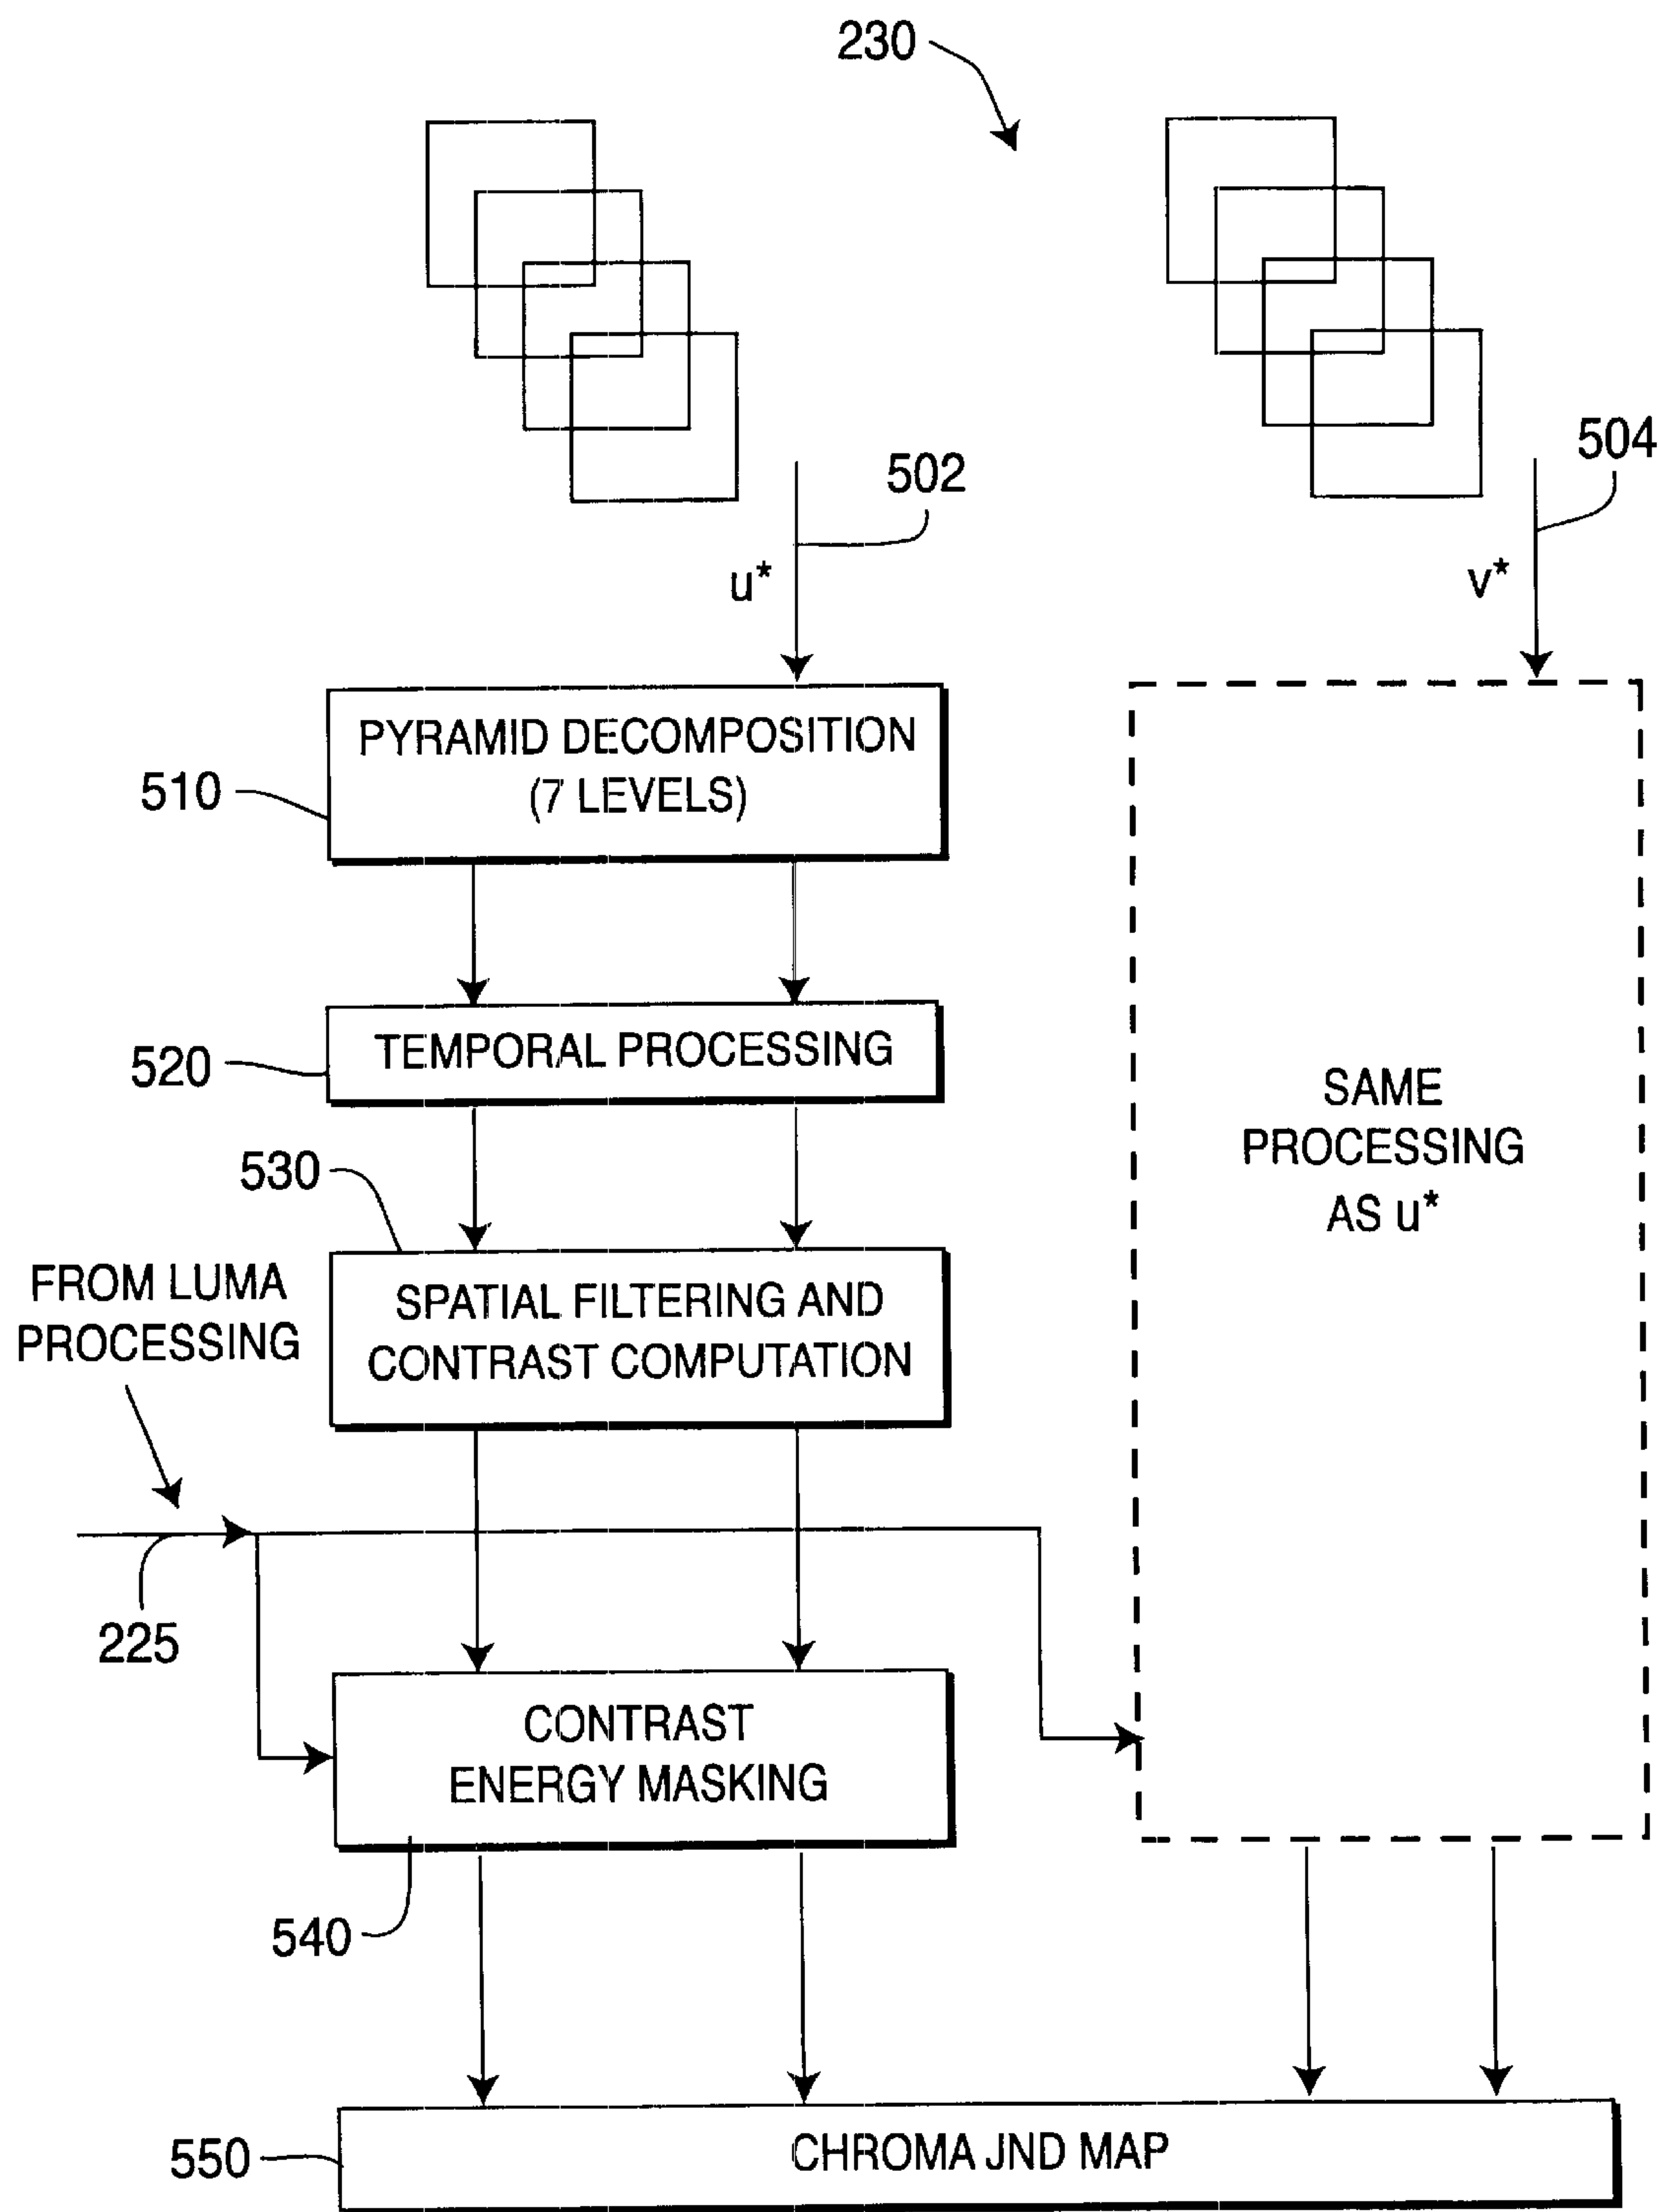 230
502
504
u*
v*
PYRAMID DECOMPOSITION
(7 LEVELS)
510
TEMPORAL PROCESSING
520
SAME
PROCESSING
AS u*
530
FROM LUMA
PROCESSING
SPATIAL FILTERING AND
CONTRAST COMPUTATION
225
CONTRAST
ENERGY MASKING
540
CHROMA JND MAP
550